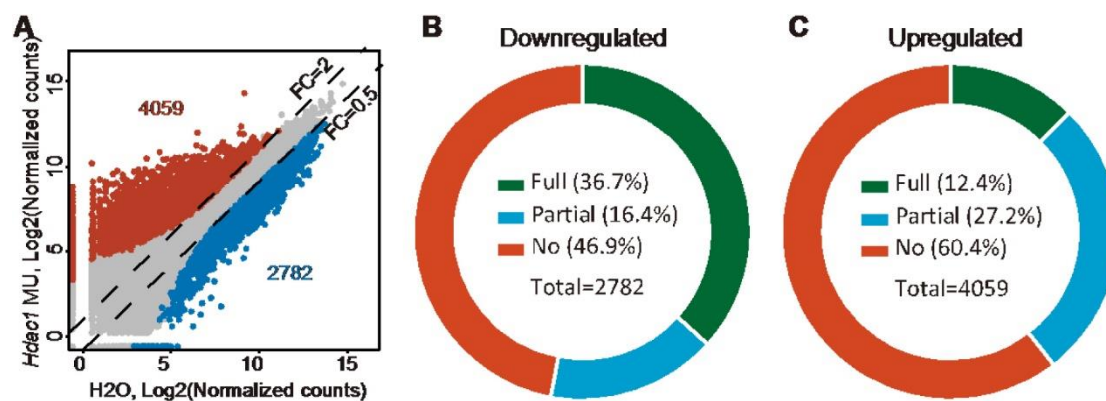 A
Hdac1 MU, Log2(Normalized counts)
15
10
5
0
4059
FC=2
FC=0.5
2782
0 5 10 15
H2O, Log2(Normalized counts)
B
Downregulated
Full (36.7%)
Partial (16.4%)
No (46.9%)
Total=2782
C
Upregulated
Full (12.4%)
Partial (27.2%)
No (60.4%)
Total=4059